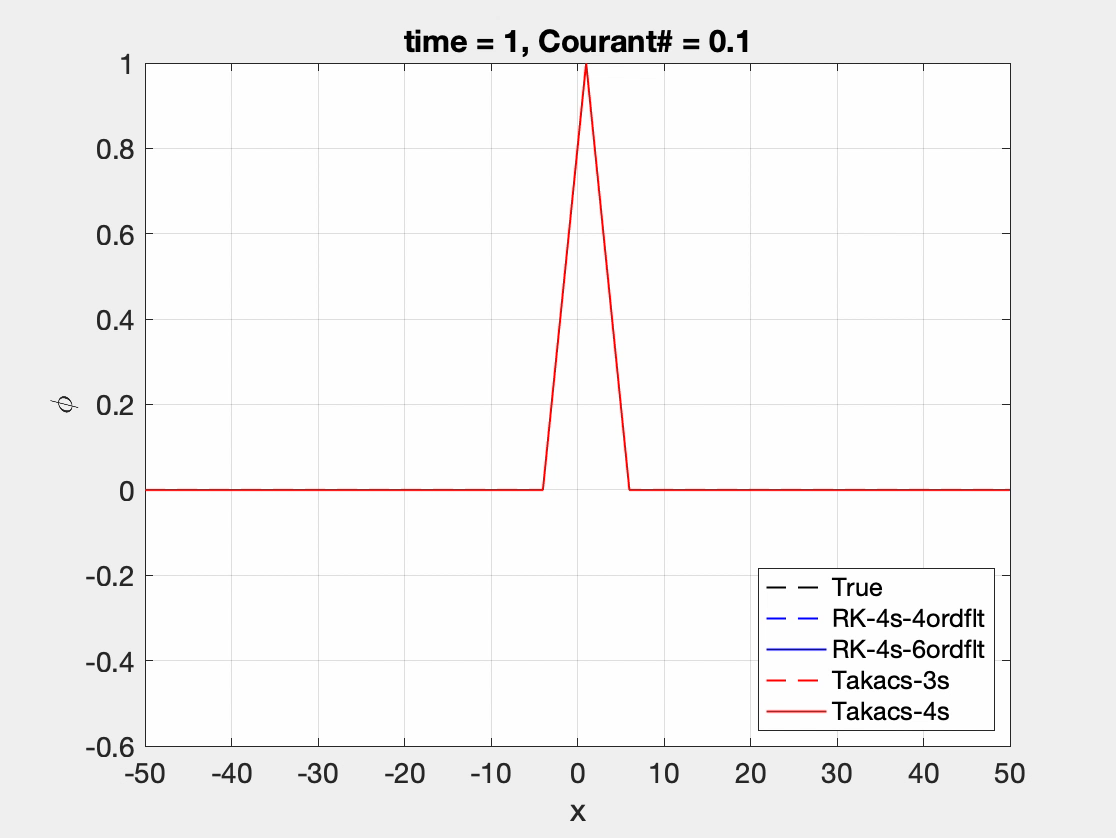 time = 1, Courant# = 0.1
1
0.8
0.6
0.4
0.2
0
-0.2
-0.4
-0.6
ϕ
-50 -40 -30 -20 -10 0 10 20 30 40 50
x
True
RK-4s-4ordflt
RK-4s-6ordflt
Takacs-3s
Takacs-4s